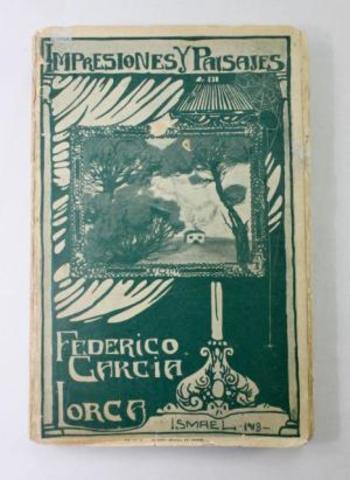 IMPRESIONES Y PAISAJES
FEDERICO
GARCIA
LORCA
ISMAEL · 1918 -